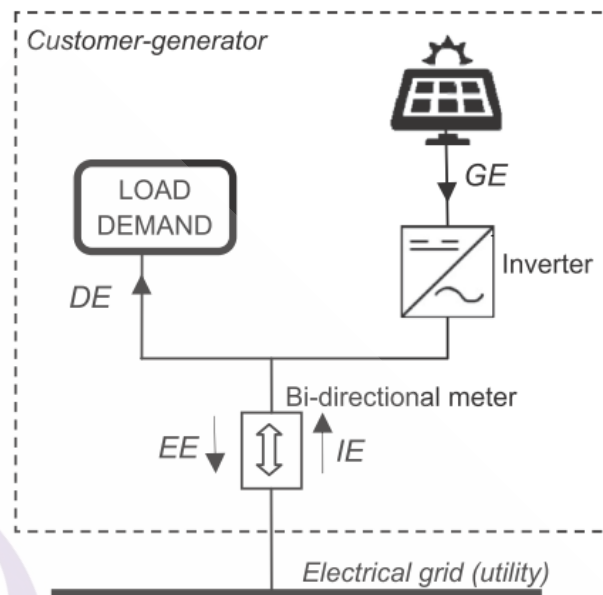 Customer-generator
GE
LOAD
DEMAND
Inverter
DE
Bi-directional meter
EE
IE
Electrical grid (utility)